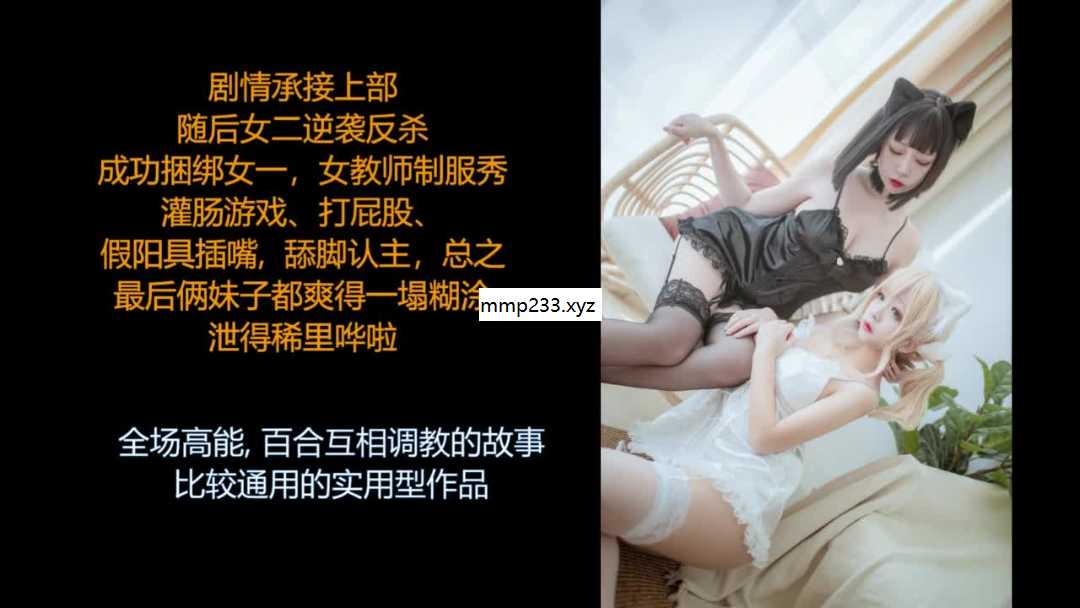 剧情承接上部
随后女二逆袭反杀
成功捆绑女一，女教师制服秀
灌肠游戏、打屁股、
假阳具插嘴, 舔脚认主，总之
最后俩妹子都爽得一塌糊涂
mmp233.xyz
泄得稀里哗啦
全场高能, 百合互相调教的故事
比较通用的实用型作品